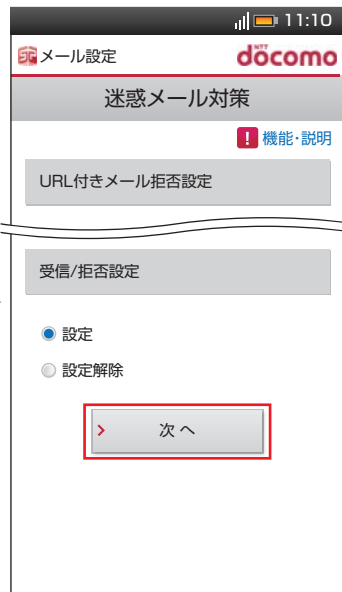 11:10
5G メール設定
NTT
docomo
迷惑メール対策
! 機能・説明
URL付きメール拒否設定
受信/拒否設定
設定
設定解除
次へ